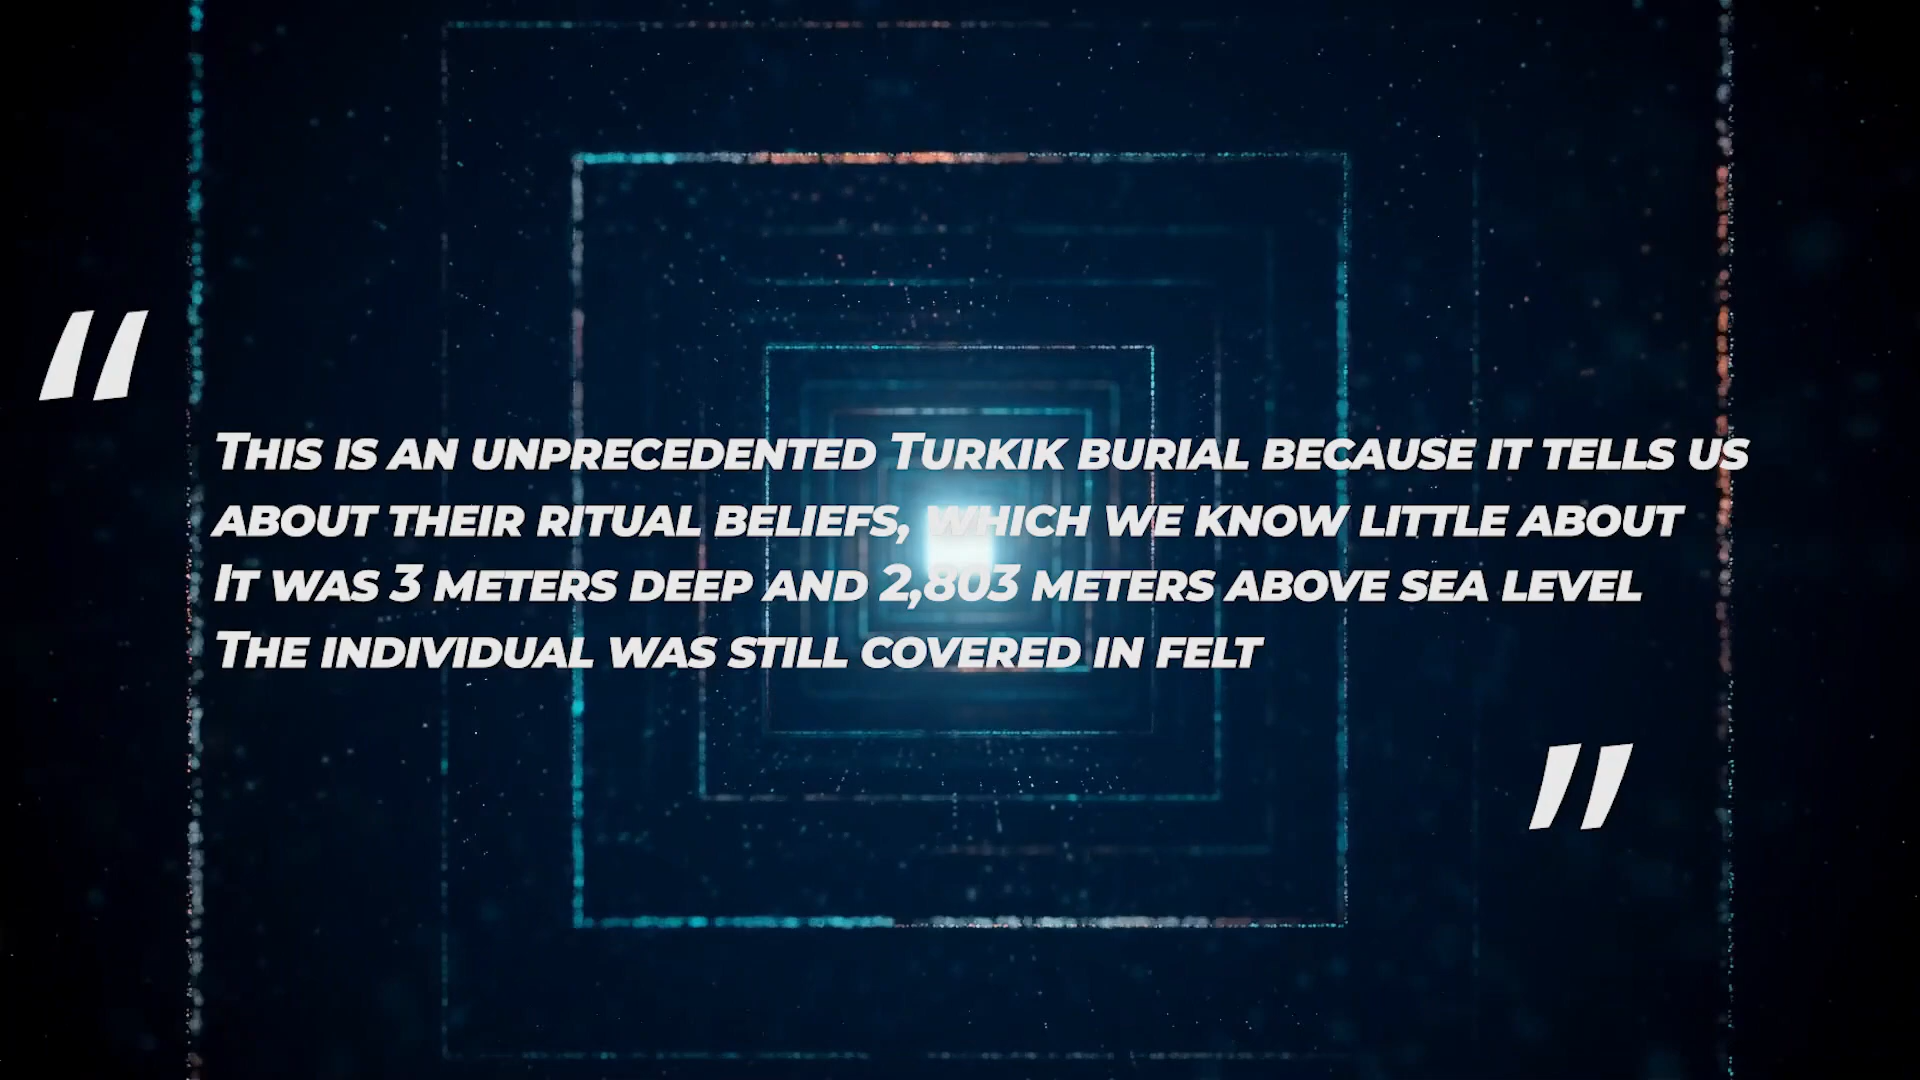 “
This is an unprecedented Turkik burial because it tells us
about their ritual beliefs, which we know little about
It was 3 meters deep and 2,803 meters above sea level
The individual was still covered in felt
”